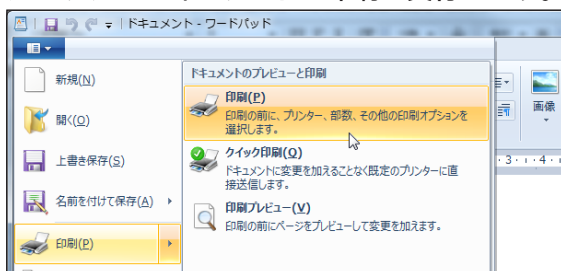 ドキュメント - ワードパッド
新規(N)
開く(O)
上書き保存(S)
名前を付けて保存(A)
印刷(P)
ドキュメントのプレビューと印刷
印刷(P)
印刷の前に、プリンター、部数、その他の印刷オプションを
選択します。
クイック印刷(Q)
ドキュメントに変更を加えることなく既定のプリンターに直
接送信します。
印刷プレビュー(V)
印刷の前にページをプレビューして変更を加えます。
画像
· 3 · ı · 4 · ı